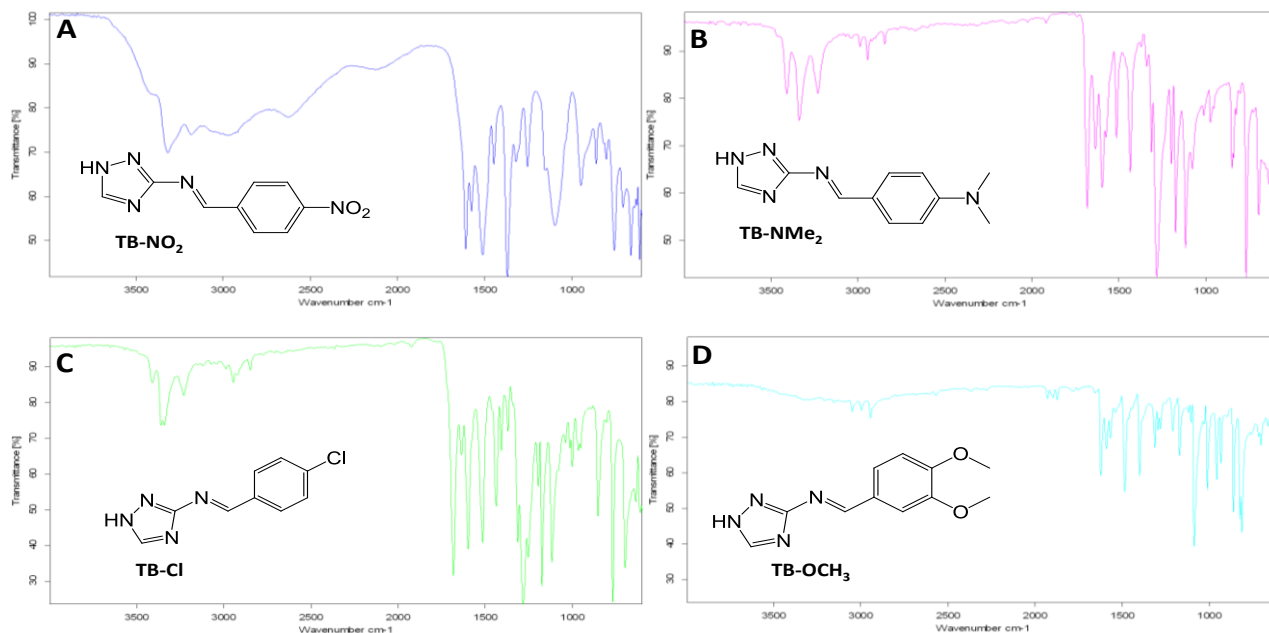 A
Transmittance [%]
100
90
80
70
60
50
HN
N
N
N
NO2
TB-NO2
3500
3000
2500
2000
1500
1000
Wavenumber cm-1
B
Transmittance [%]
90
80
70
60
50
HN
N
N
N
N
TB-NMe2
3500
3000
2500
2000
1500
1000
Wavenumber cm-1
C
Transmittance [%]
90
80
70
60
50
40
30
Cl
N
N
HN
N
TB-Cl
3500
3000
2500
2000
1500
1000
Wavenumber cm-1
D
Transmittance [%]
90
80
70
60
50
40
30
O
O
N
N
HN
N
TB-OCH3
3500
3000
2500
2000
1500
1000
Wavenumber cm-1